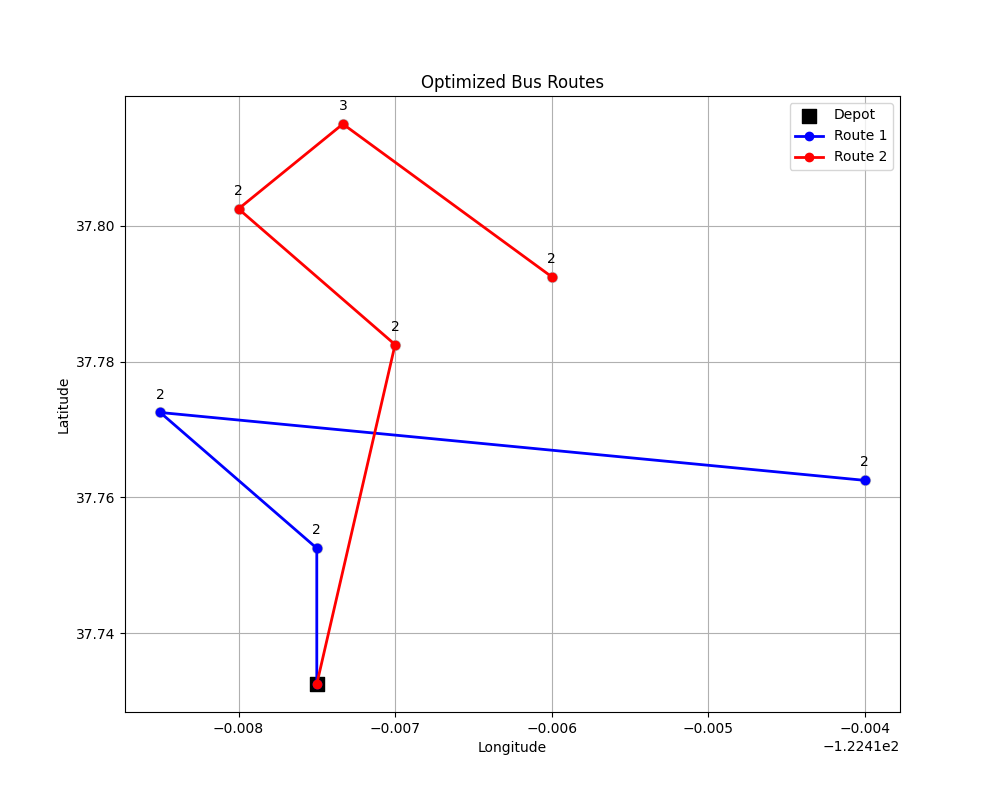 Optimized Bus Routes
3
Depot
Route 1
Route 2
2
37.80
2
2
37.78
2
2
37.76
2
37.74
Latitude
−0.008
−0.007
−0.006
−0.005
−0.004
Longitude
−1.2241e2